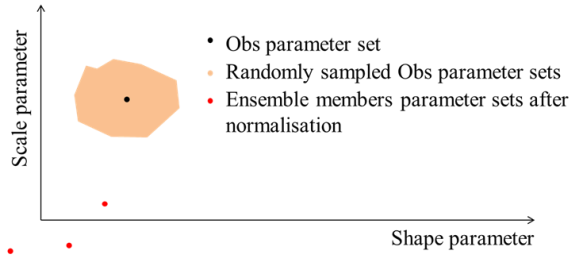 Scale parameter
Obs parameter set
Randomly sampled Obs parameter sets
Ensemble members parameter sets after
normalisation
Shape parameter